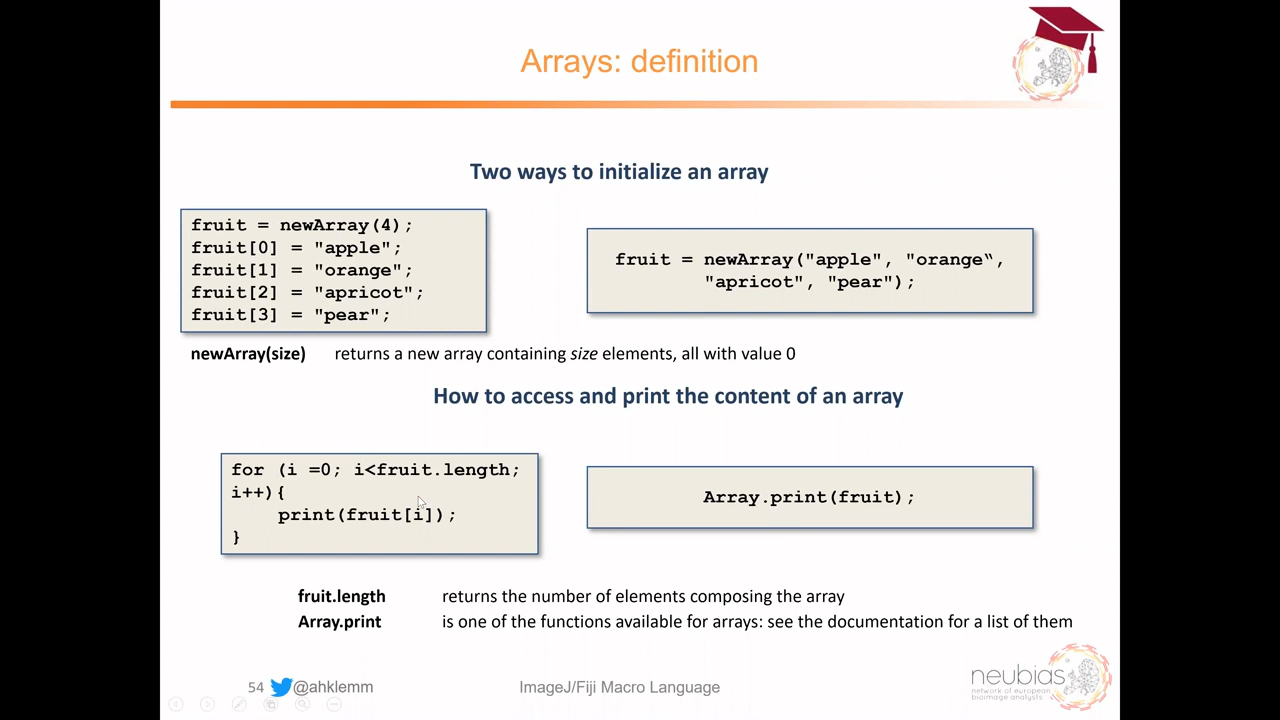 Arrays: definition
Two ways to initialize an array
fruit = newArray(4);
fruit[0] = "apple";
fruit[1] = "orange";
fruit[2] = "apricot";
fruit[3] = "pear";
fruit = newArray("apple", "orange“,
"apricot", "pear");
newArray(size) returns a new array containing size elements, all with value 0
How to access and print the content of an array
for (i =0; i<fruit.length;
i++){
print(fruit[i]);
}
Array.print(fruit);
fruit.length returns the number of elements composing the array
Array.print is one of the functions available for arrays: see the documentation for a list of them
54 @ahklemm ImageJ/Fiji Macro Language
neubias
network of european
bioimage analysts